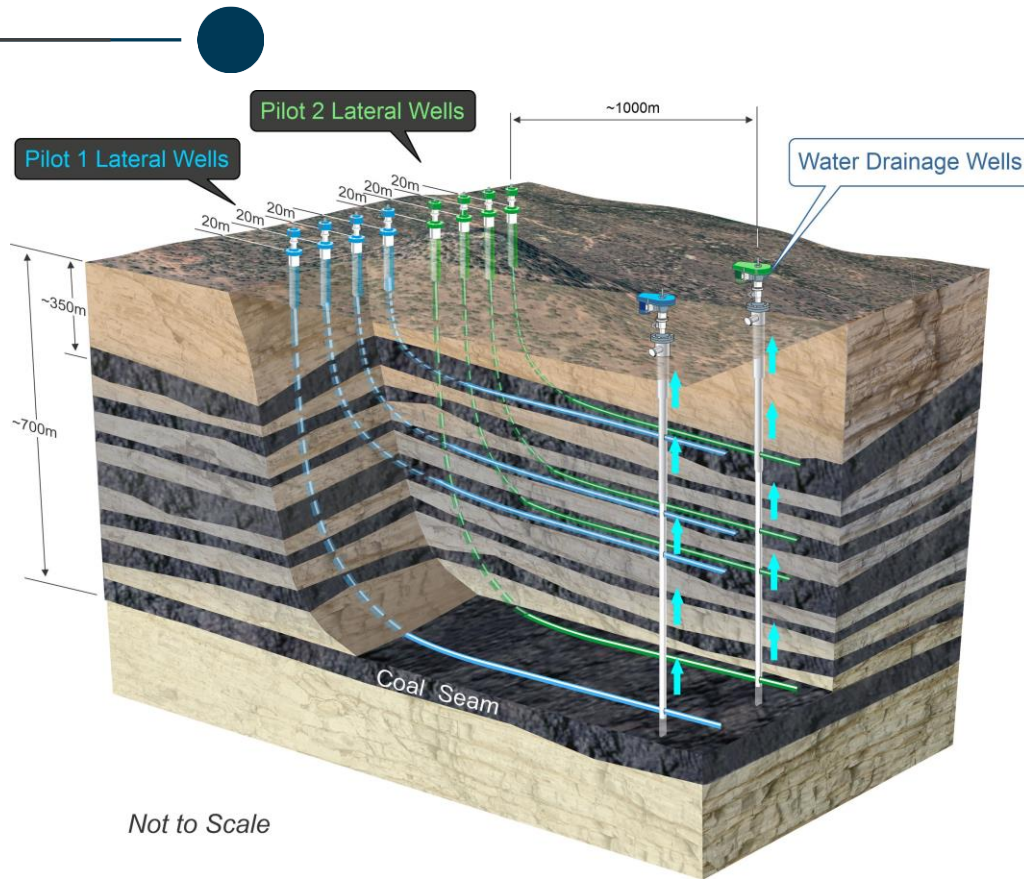 ~1000m
Pilot 2 Lateral Wells
Pilot 1 Lateral Wells
Water Drainage Wells
20m
20m
20m
20m
20m
20m
~350m
~700m
Coal Seam
Not to Scale